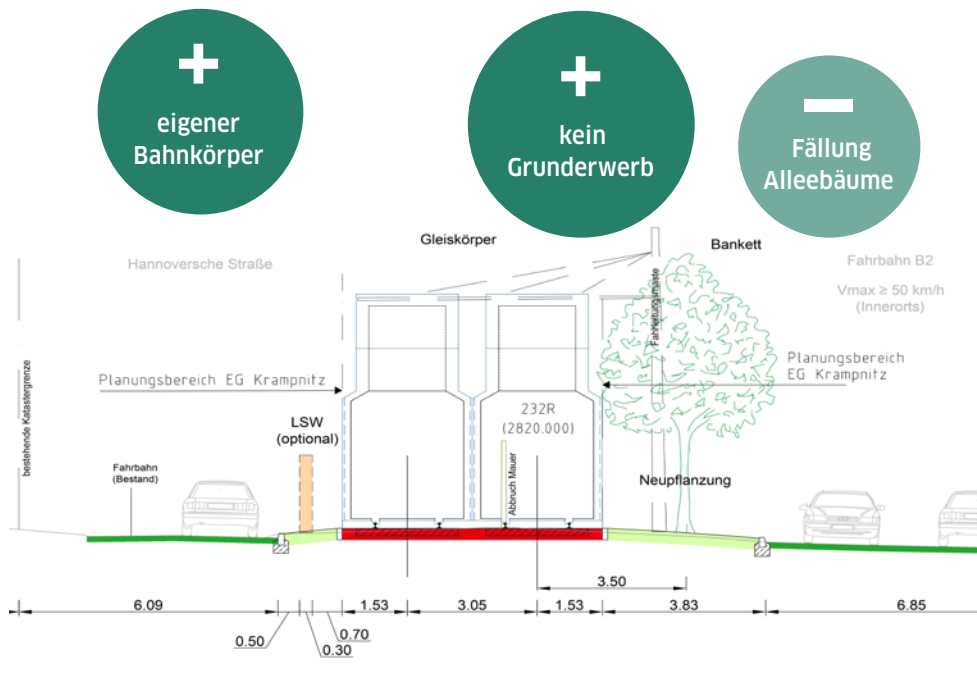 +
eigener
Bahnkörper
+
kein
Grunderwerb
−
Fällung
Alleebäume
Gleiskörper
Bankett
Hannoversche Straße
Fahrbahn B2
Vmax ≥ 50 km/h
(Innerorts)
bestehende Katastergrenze
Fahrleitungsmaste
Planungsbereich EG Krampnitz
Planungsbereich
EG Krampnitz
LSW
(optional)
232R
(2820.000)
Abbruch Mauer
Fahrbahn
(Bestand)
Neupflanzung
3.50
6.09
1.53
3.05
1.53
3.83
6.85
0.50
0.30
0.70